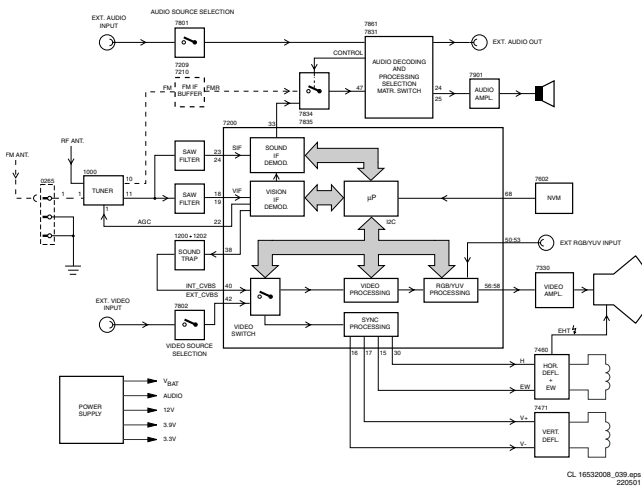 AUDIO SOURCE SELECTION
EXT. AUDIO
INPUT
7801
7861
7831
EXT. AUDIO OUT
CONTROL
AUDIO DECODING
AND
PROCESSING
SELECTION
MATR. SWITCH
7209
7210
FM
FM IF
BUFFER
FMR
47
24
25
7901
AUDIO
AMPL.
7834
7835
33
7200
RF ANT.
FM ANT.
0265
1000
TUNER
10
11
1
1
1
SAW
FILTER
SIF
23
24
SOUND
IF
DEMOD.
SAW
FILTER
VIF
18
19
VISION
IF
DEMOD.
µP
I2C
68
7602
NVM
AGC
22
1200 + 1202
SOUND
TRAP
38
50:53
EXT RGB/YUV INPUT
INT_CVBS
40
EXT_CVBS
42
EXT. VIDEO
INPUT
7802
VIDEO SOURCE
SELECTION
VIDEO
SWITCH
VIDEO
PROCESSING
RGB/YUV
PROCESSING
56:58
7330
VIDEO
AMPL.
SYNC
PROCESSING
16
17
15
30
EHT
7460
H
EW
HOR.
DEFL.
+
EW
7471
V+
V-
VERT.
DEFL.
POWER
SUPPLY
VBAT
AUDIO
12V
3.9V
3.3V
CL 16532008_039.eps
220501